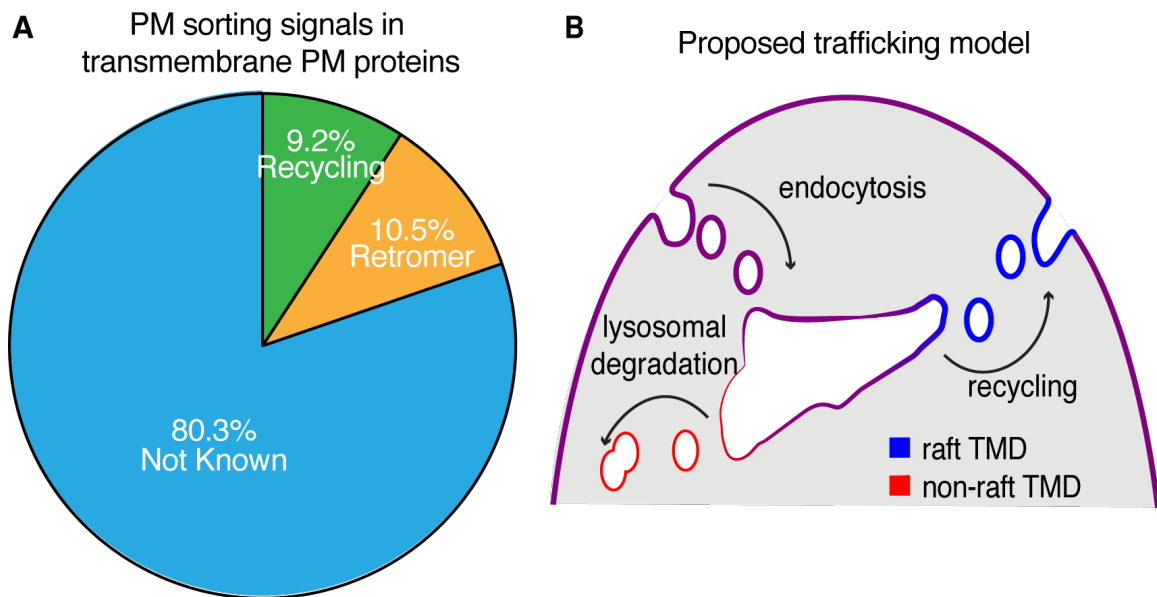 A
PM sorting signals in
transmembrane PM proteins
9.2%
Recycling
10.5%
Retromer
80.3%
Not Known
B
Proposed trafficking model
endocytosis
lysosomal
degradation
recycling
raft TMD
non-raft TMD